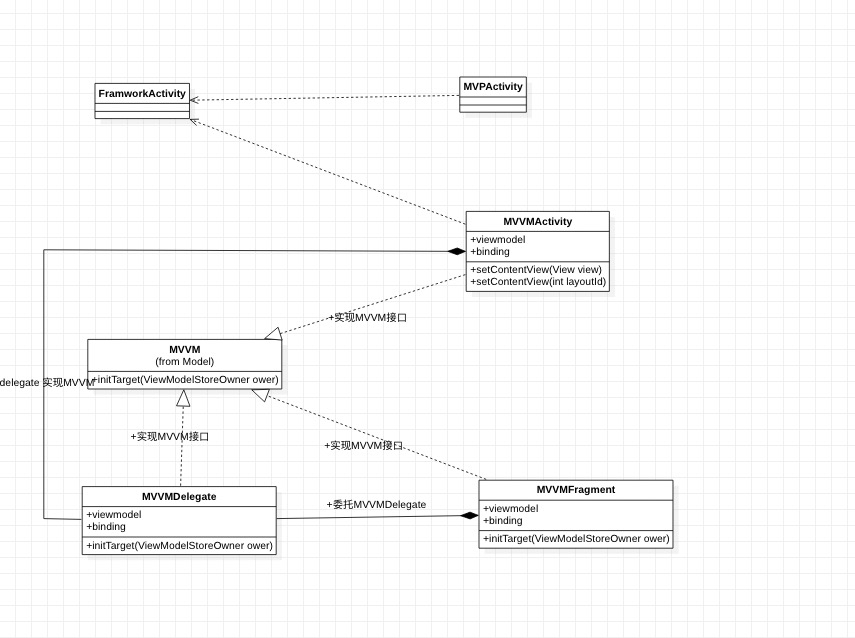 FramworkActivity
MVPActivity
MVVMActivity
+viewmodel
+binding
+setContentView(View view)
+setContentView(int layoutId)
+实现MVVM接口
MVVM
(from Model)
+initTarget(ViewModelStoreOwner ower)
delegate 实现MVVM
+实现MVVM接口
+实现MVVM接口
MVVMDelegate
+viewmodel
+binding
+initTarget(ViewModelStoreOwner ower)
+委托MVVMDelegate
MVVMFragment
+viewmodel
+binding
+initTarget(ViewModelStoreOwner ower)